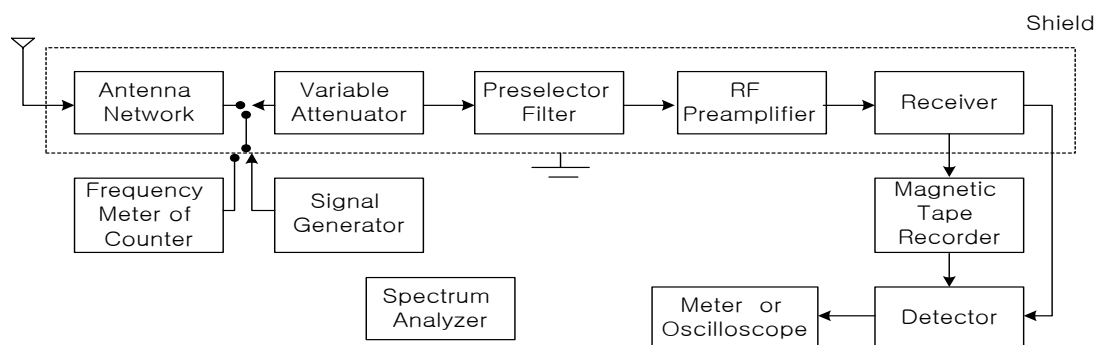 Shield
Antenna
Network
Variable
Attenuator
Preselector
Filter
RF
Preamplifier
Receiver
Frequency
Meter of
Counter
Signal
Generator
Magnetic
Tape
Recorder
Spectrum
Analyzer
Meter or
Oscilloscope
Detector